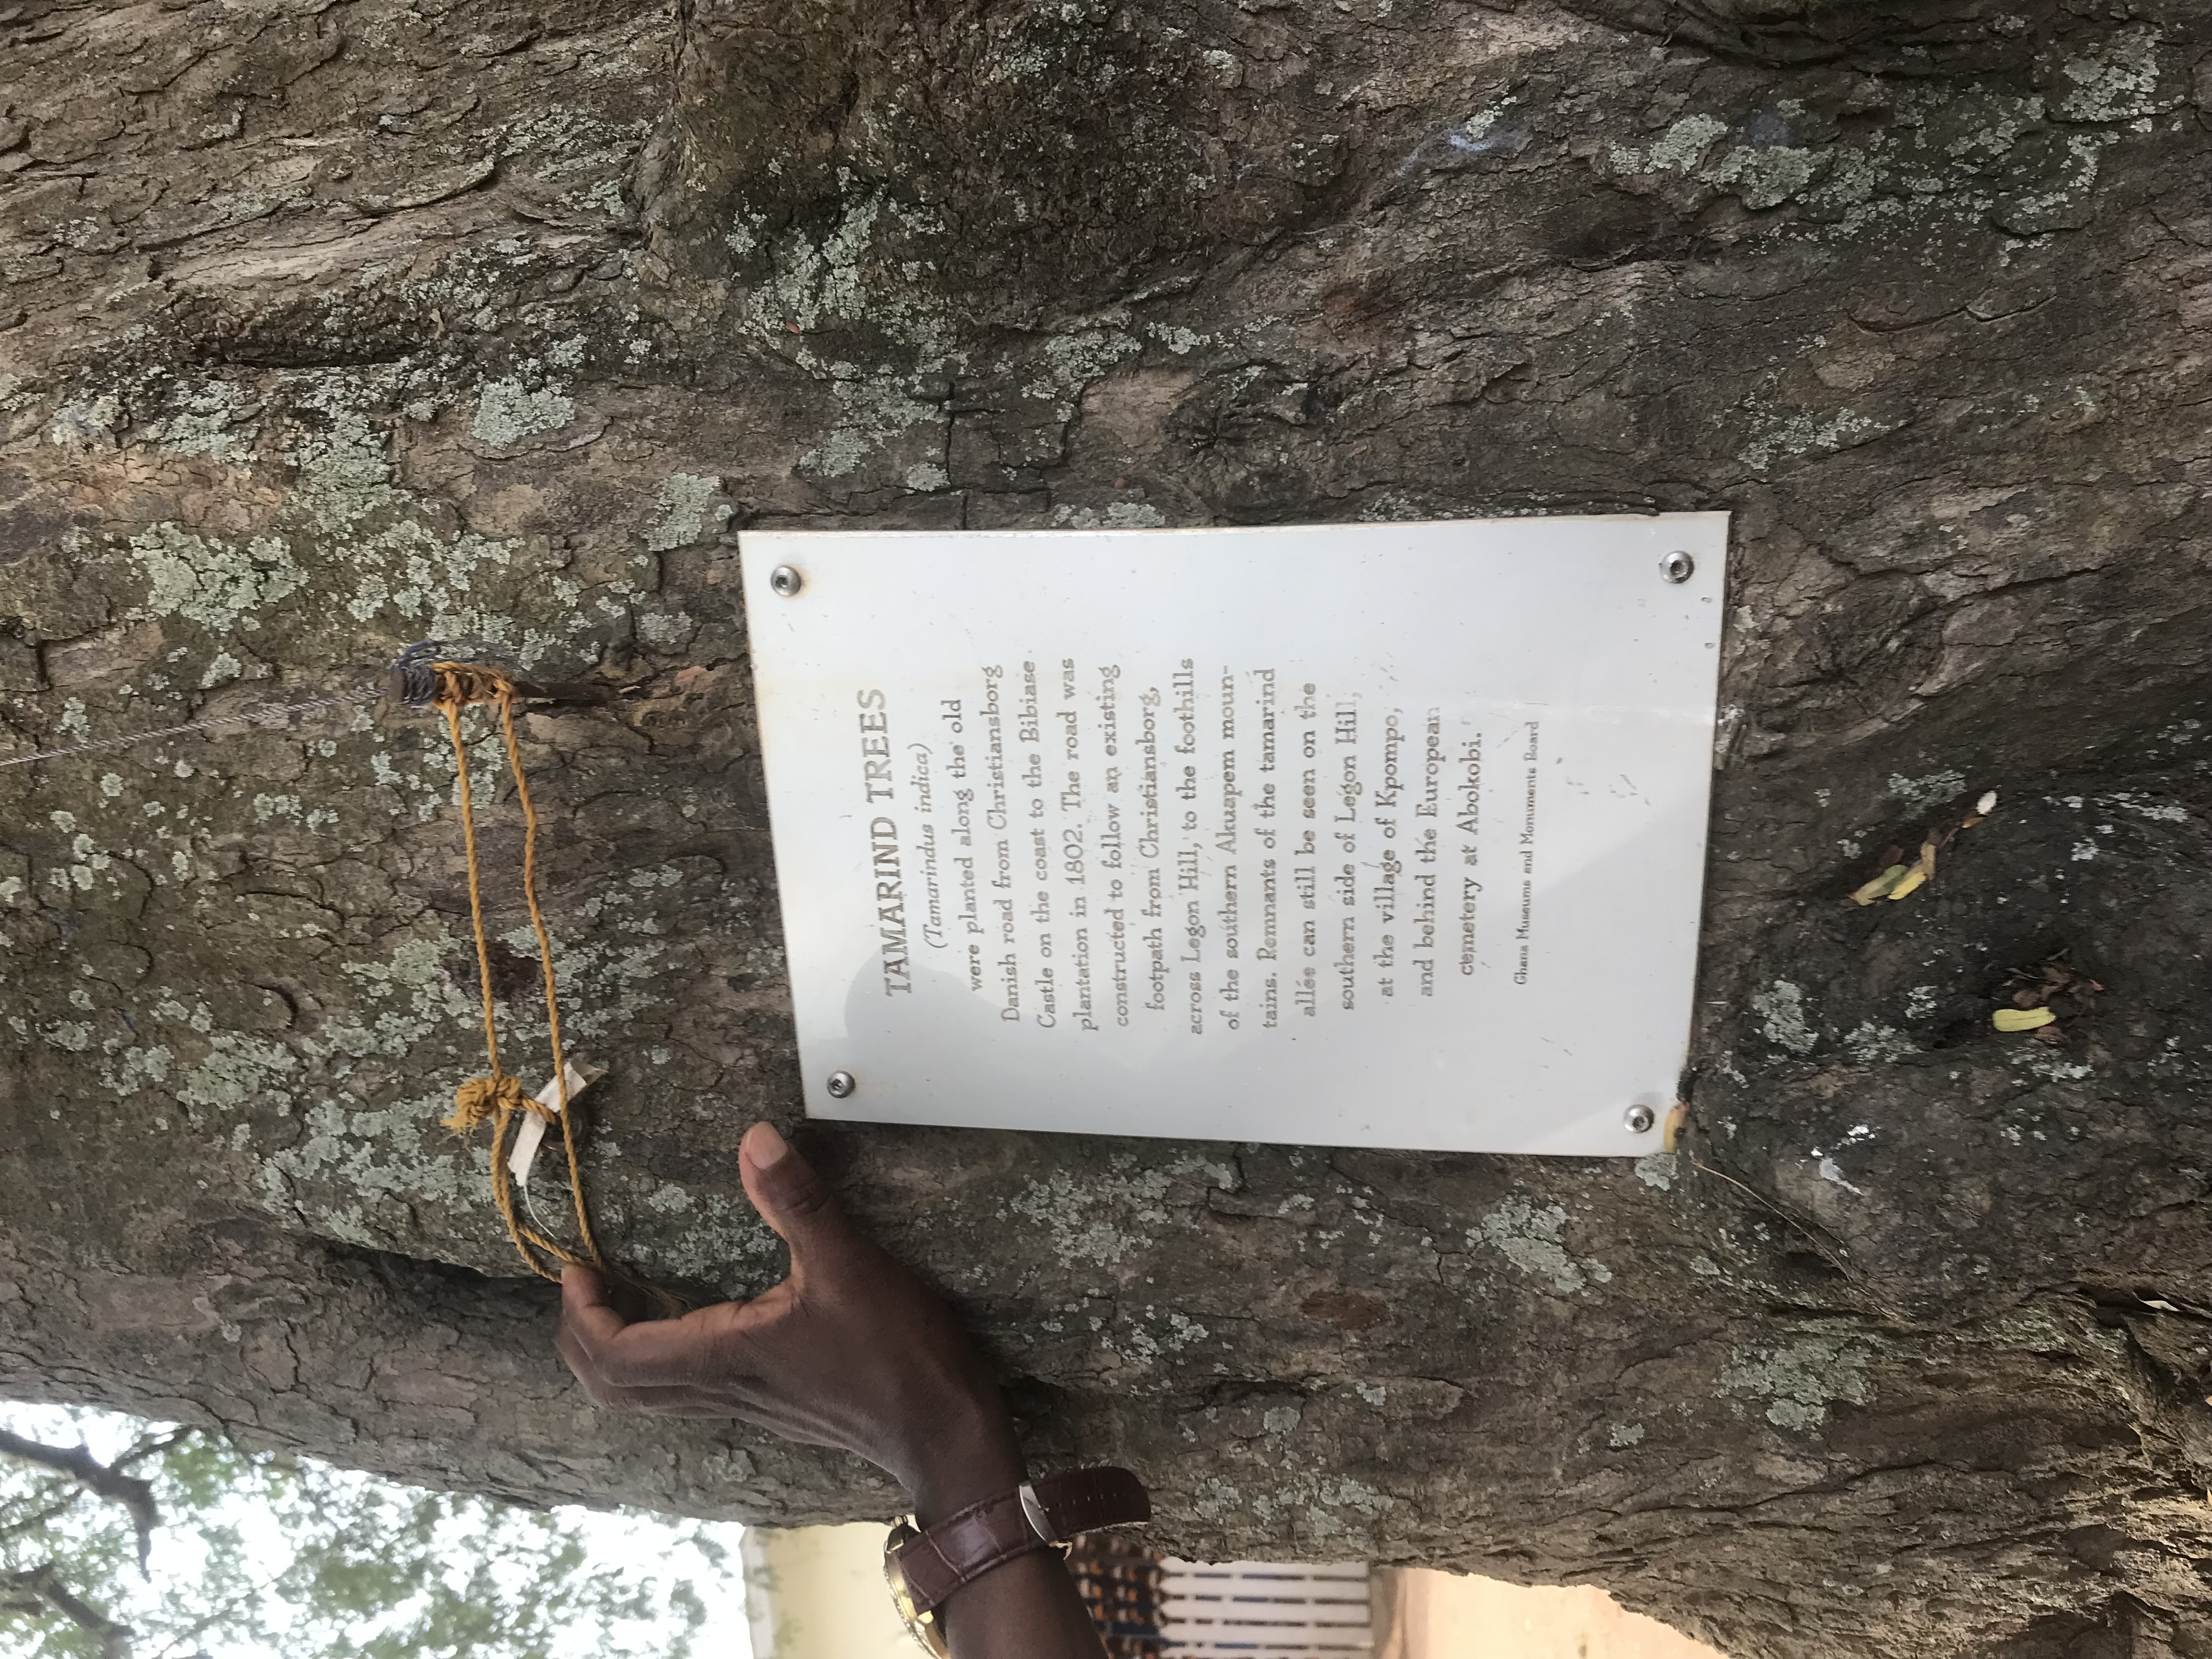 TAMARIND TREES
(Tamarindus indica)
were planted along the old
Danish road from Christiansborg
Castle on the coast to the Bibiase
plantation in 1802. The road was
constructed to follow an existing
footpath from Christiansborg,
across Legon Hill, to the foothills
of the southern Akuapem moun-
tains. Remnants of the tamarind
allée can still be seen on the
southern side of Legon Hill,
at the village of Kpompo,
and behind the European
cemetery at Abokobi.
Ghana Museums and Monuments Board